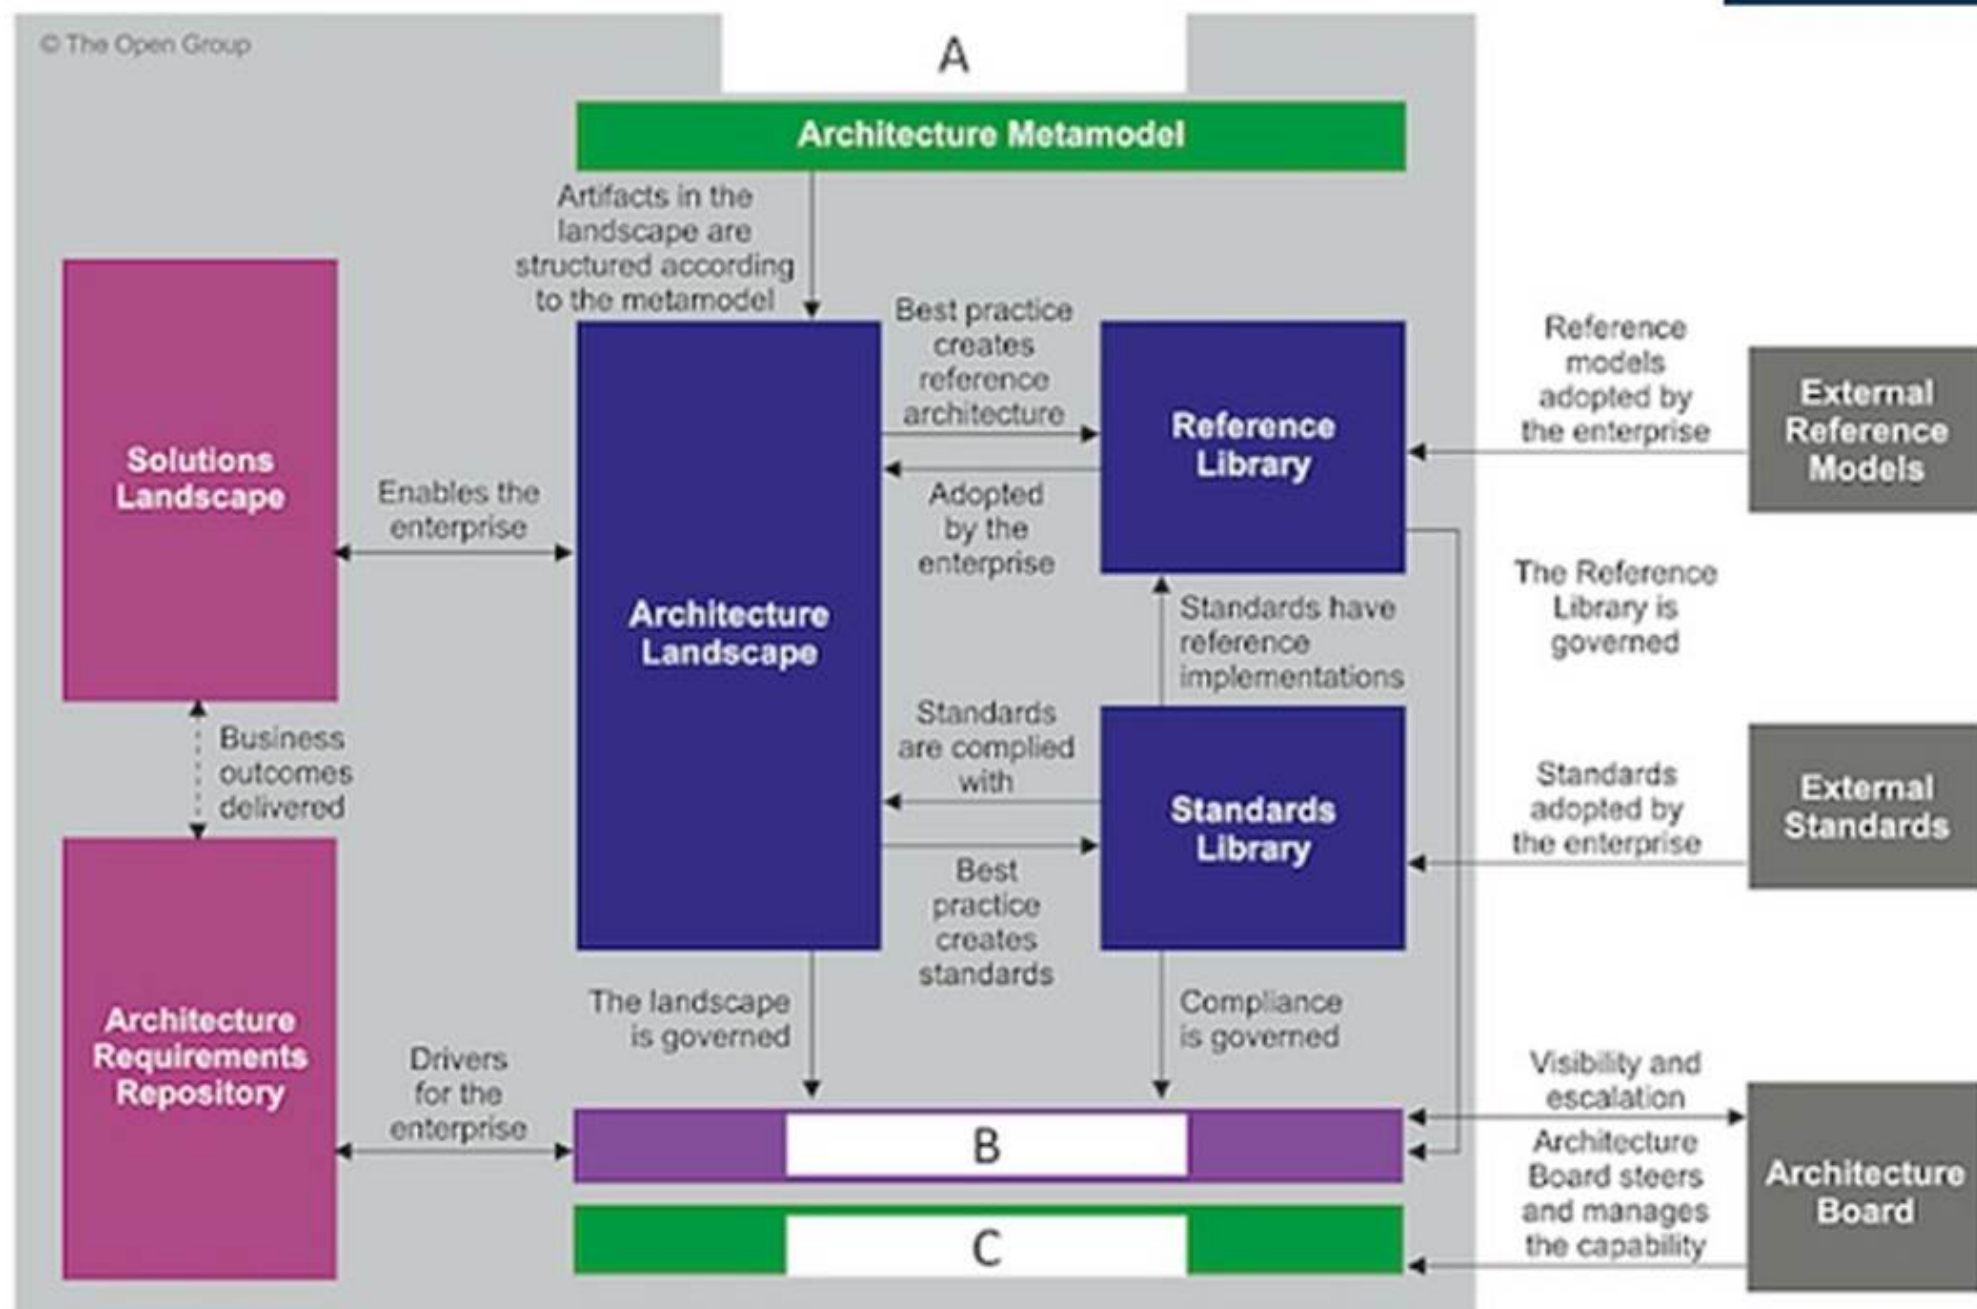 © The Open Group
A
Architecture Metamodel
Artifacts in the
landscape are
structured according
to the metamodel
Best practice
creates
reference
architecture
Reference
Library
Reference
models
adopted by
the enterprise
External
Reference
Models
Solutions
Landscape
Enables the
enterprise
Adopted
by the
enterprise
Architecture
Landscape
The Reference
Library is
governed
Standards have
reference
implementations
Standards
are complied
with
Business
outcomes
delivered
Standards
Library
Standards
adopted by
the enterprise
External
Standards
Best
practice
creates
standards
Architecture
Requirements
Repository
The landscape
is governed
Compliance
is governed
Drivers
for the
enterprise
Visibility and
escalation
B
Architecture
Board steers
and manages
the capability
Architecture
Board
C